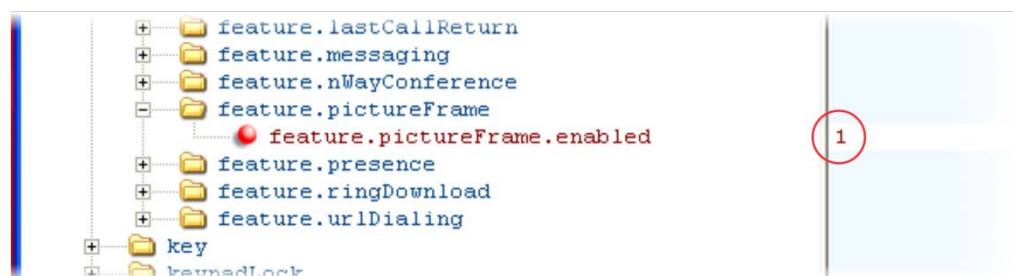 feature.lastCallReturn
feature.messaging
feature.nWayConference
feature.pictureFrame
feature.pictureFrame.enabled 1
feature.presence
feature.ringDownload
feature.urlDialing
key
keypadLock